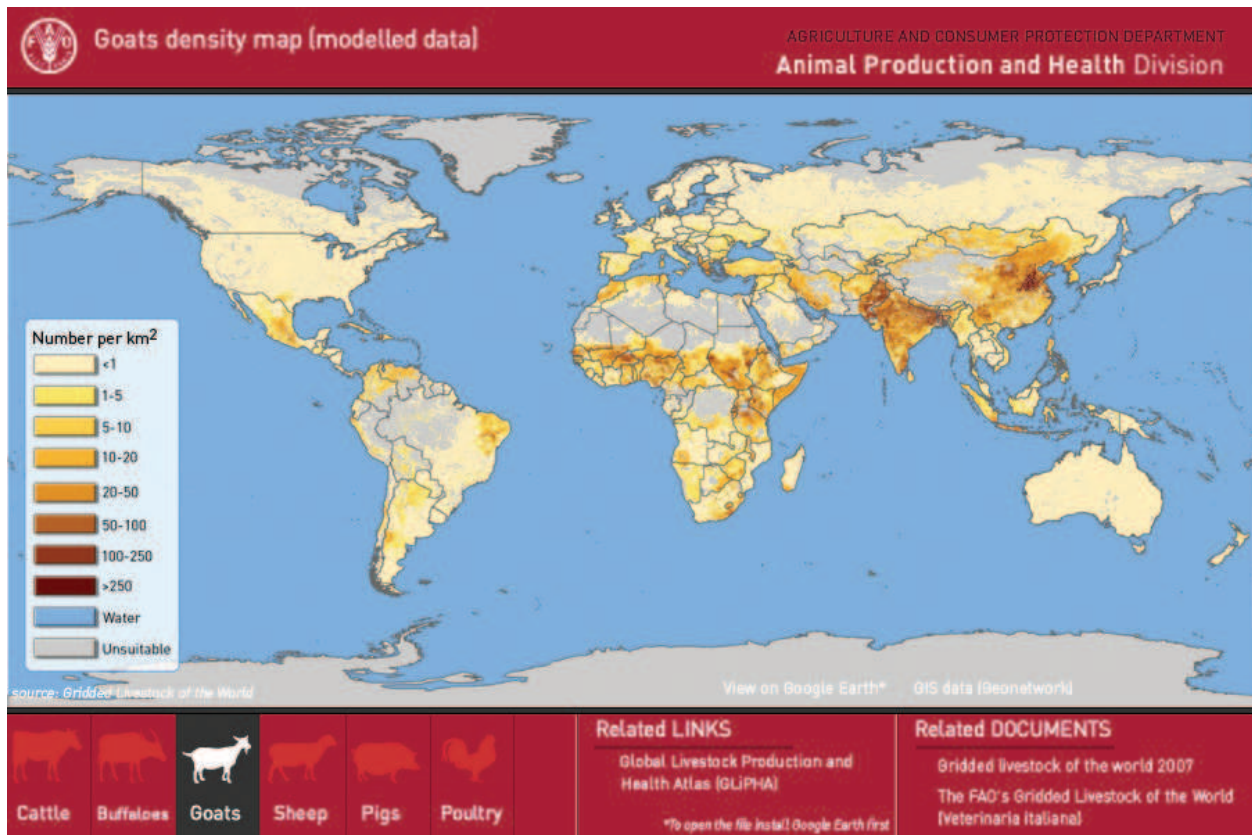 FAO
Goats density map (modelled data)
AGRICULTURE AND CONSUMER PROTECTION DEPARTMENT
Animal Production and Health Division
Number per km2
<1
1-5
5-10
10-20
20-50
50-100
100-250
>250
Water
Unsuitable
source: Gridded Livestock of the World
View on Google Earth*
GIS data (Geonetwork)
Cattle
Buffaloes
Goats
Sheep
Pigs
Poultry
Related LINKS
Global Livestock Production and
Health Atlas (GLiPHA)
*To open the file install Google Earth first
Related DOCUMENTS
Gridded livestock of the world 2007
The FAO's Gridded Livestock of the World
(Veterinaria Italiana)